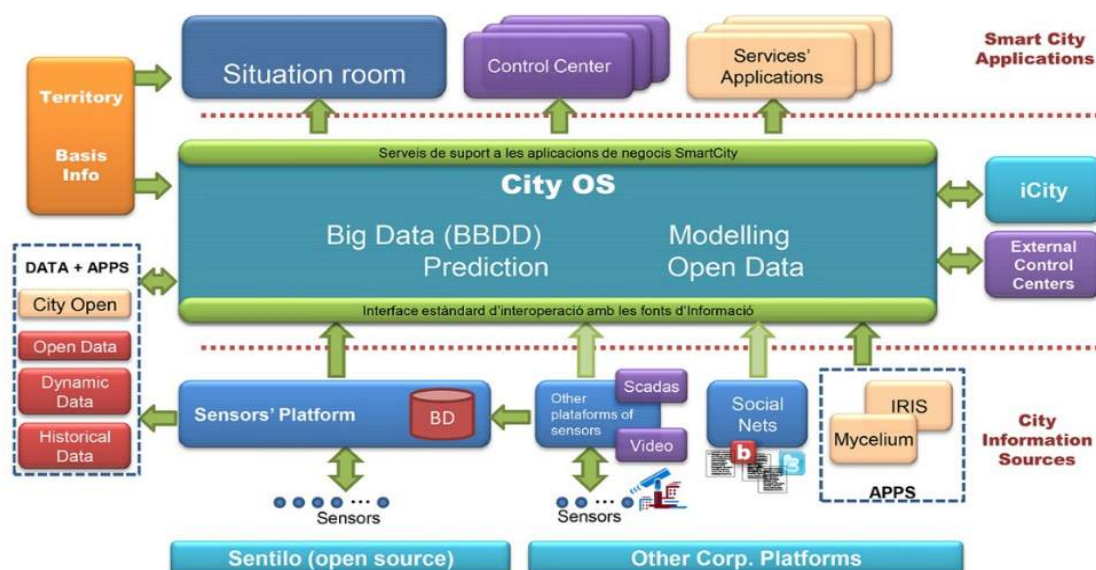 Situation room
Control Center
Services'
Applications
Smart City
Applications
Territory
Basis
Info
Serveis de suport a les aplicacions de negocis SmartCity
City OS
Big Data (BBDD)
Modelling
Prediction
Open Data
Interface estàndard d'interoperació amb les fonts d'Informació
iCity
External
Control
Centers
DATA + APPS
City Open
Open Data
Dynamic
Data
Historical
Data
Sensors' Platform
BD
Other
plataforms of
sensors
Scadas
Video
Social
Nets
b
IRIS
Mycelium
APPS
City
Information
Sources
Sensors
Sensors
Sentilo (open source)
Other Corp. Platforms